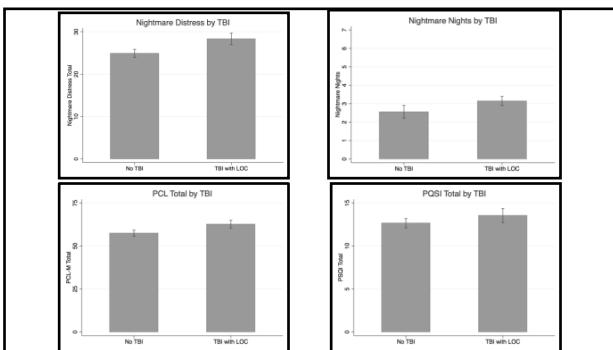 Nightmare Distress by TBI
Nightmare Distress Total
0
10
20
30
No TBI
TBI with LOC
Nightmare Nights by TBI
Nightmare Nights
0
1
2
3
4
5
6
7
No TBI
TBI with LOC
PCL Total by TBI
PCL-M Total
0
25
50
75
No TBI
TBI with LOC
PQSI Total by TBI
PSQI Total
0
5
10
15
No TBI
TBI with LOC